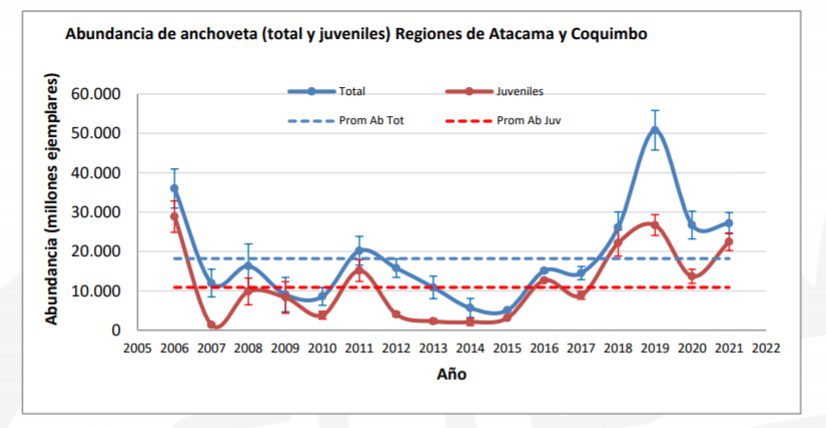 Abundancia de anchoveta (total y juveniles) Regiones de Atacama y Coquimbo
Abundancia (millones ejemplares)
60.000
50.000
40.000
30.000
20.000
10.000
0
Total
Juveniles
Prom Ab Tot
Prom Ab Juv
2005 2006 2007 2008 2009 2010 2011 2012 2013 2014 2015 2016 2017 2018 2019 2020 2021 2022
Año